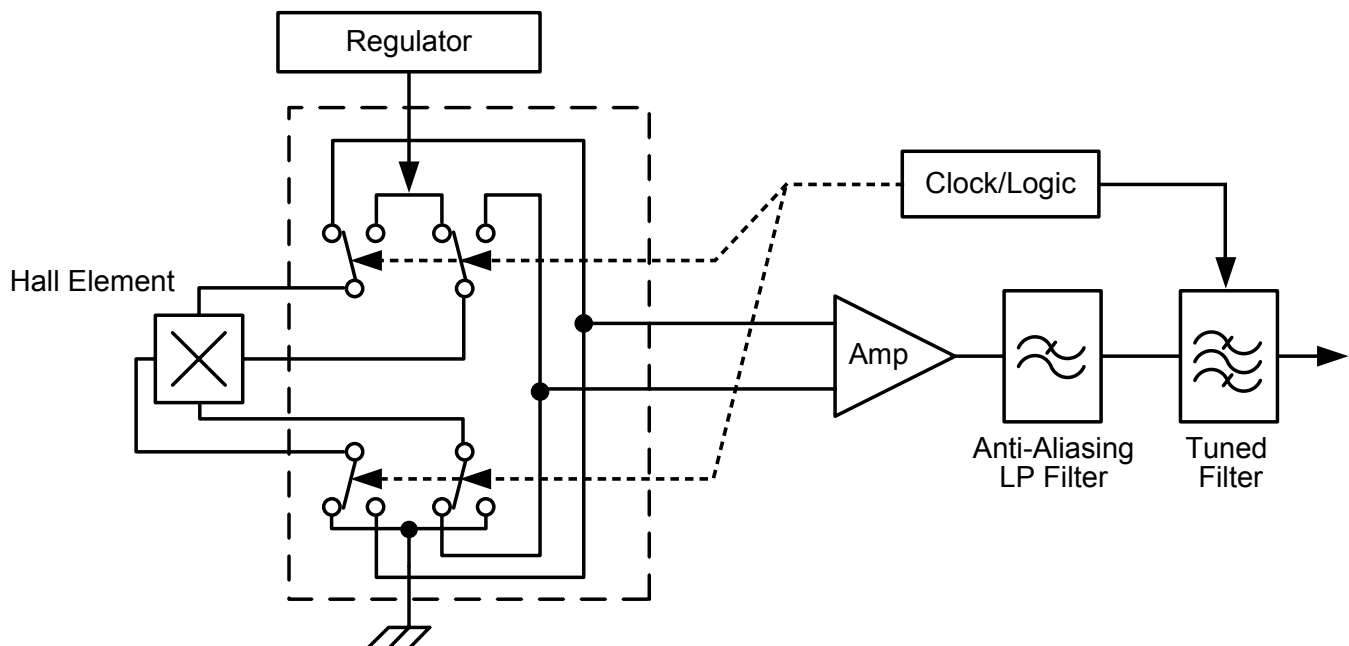 Regulator
Clock/Logic
Hall Element
Amp
Anti-Aliasing
LP Filter
Tuned
Filter